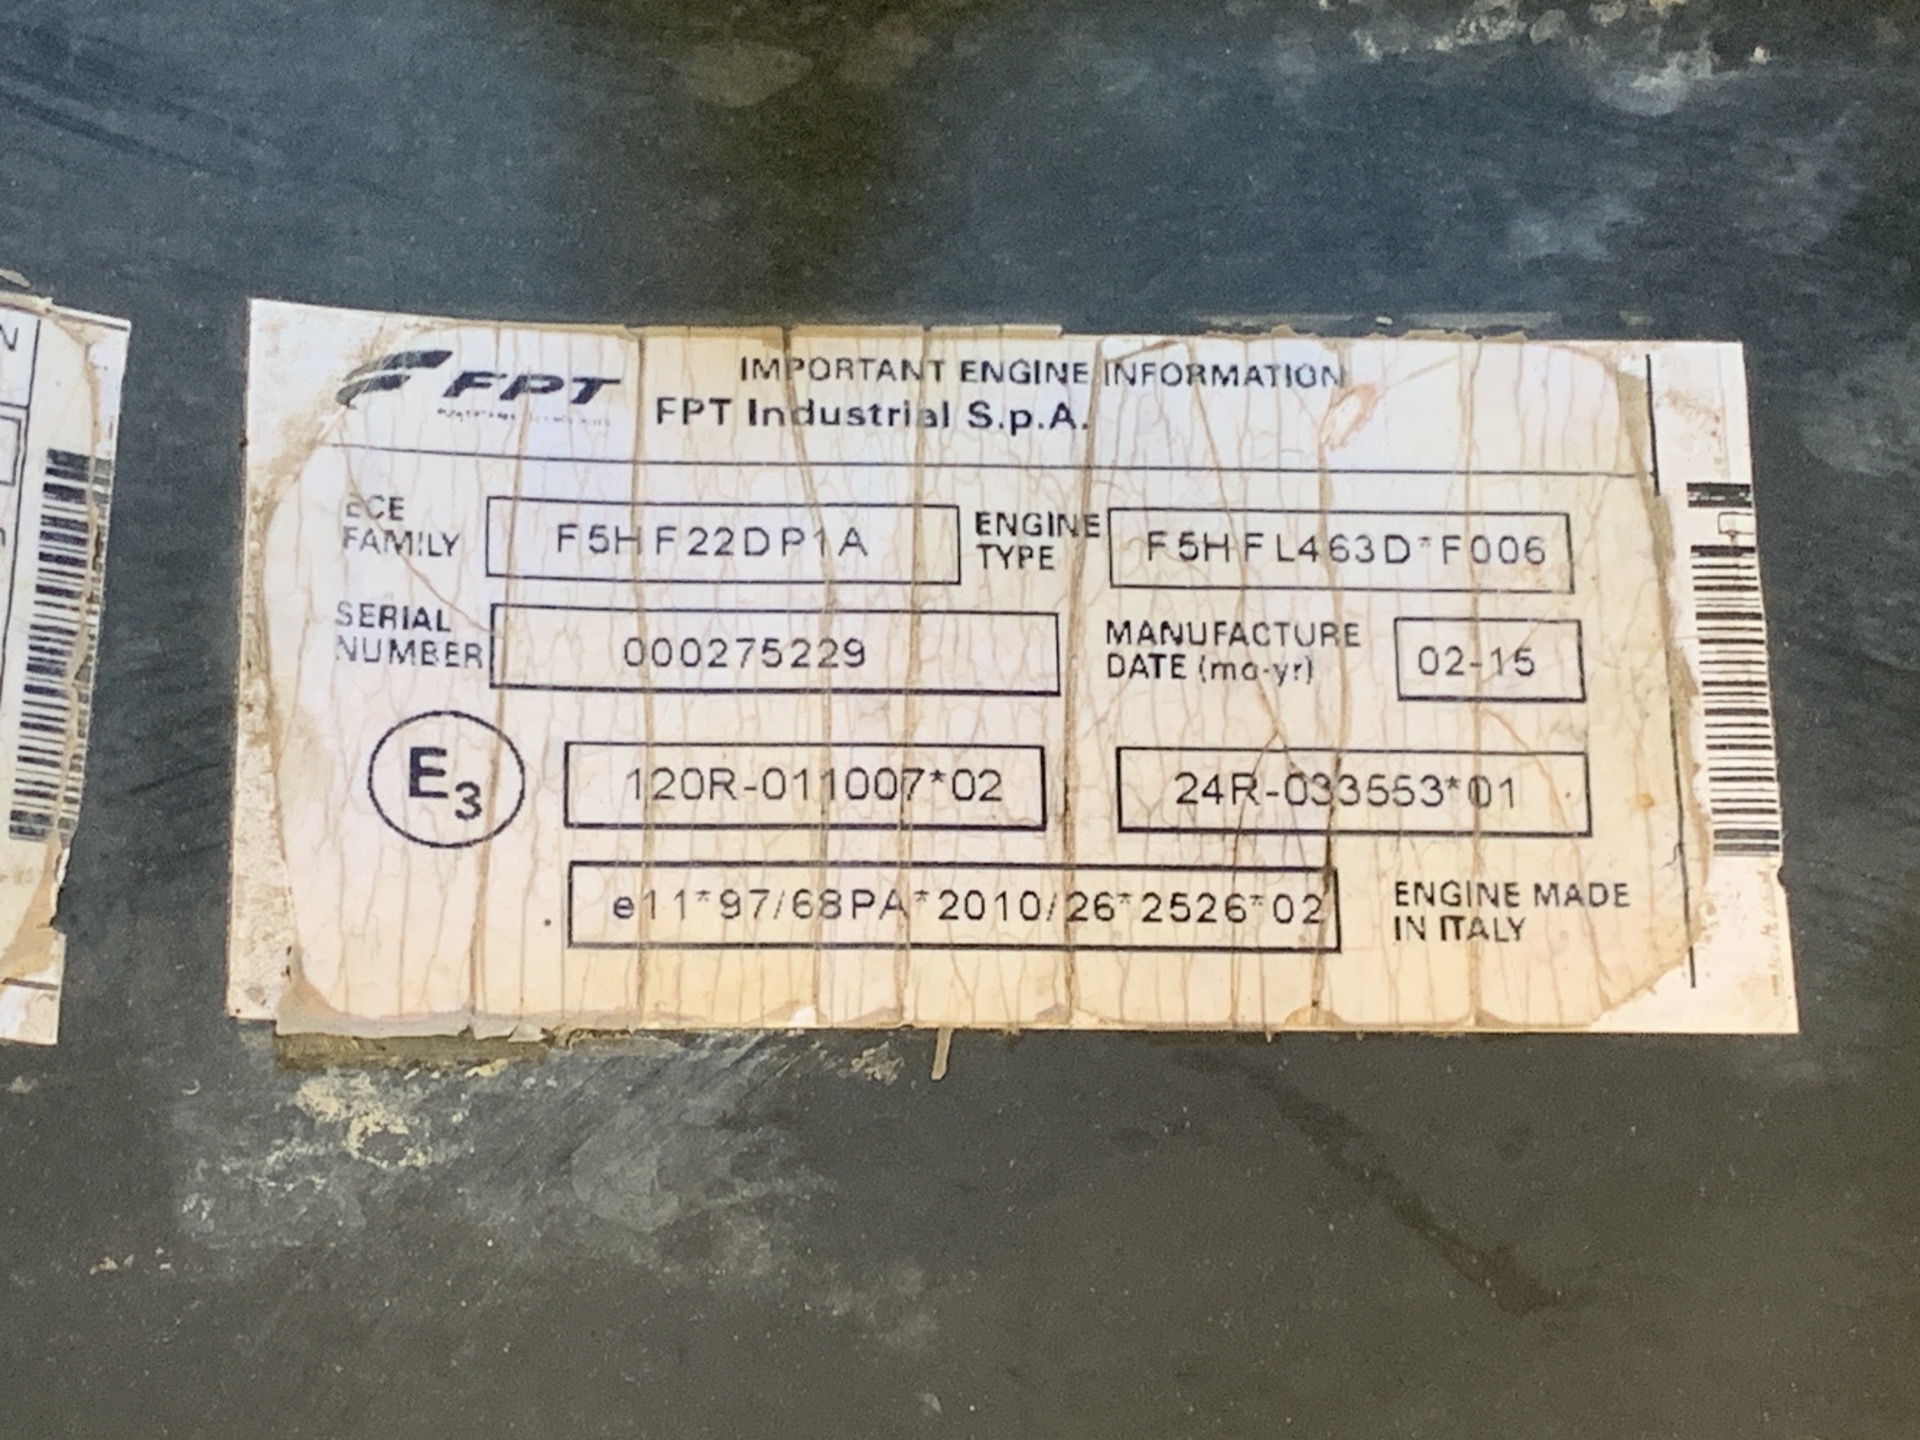 FPT
IMPORTANT ENGINE INFORMATION
FPT Industrial S.p.A.
ECE FAMILY
F5HF22DP1A
ENGINE TYPE
F5HFL463D*F006
SERIAL NUMBER
000275229
MANUFACTURE DATE (mo-yr)
02-15
E3
120R-011007*02
24R-033553*01
e11*97/68PA*2010/26*2526*02
ENGINE MADE
IN ITALY